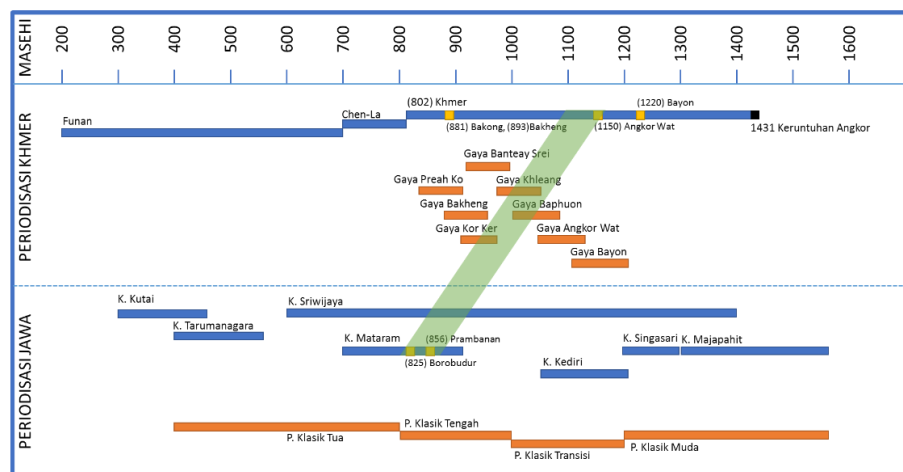 MASEHI
200 300 400 500 600 700 800 900 1000 1100 1200 1300 1400 1500 1600
PERIODISASI KHMER
Funan
Chen-La
(802) Khmer
(881) Bakong, (893)Bakheng
(1150) Angkor Wat
(1220) Bayon
1431 Keruntuhan Angkor
Gaya Banteay Srei
Gaya Preah Ko
Gaya Khleang
Gaya Bakheng
Gaya Baphuon
Gaya Kor Ker
Gaya Angkor Wat
Gaya Bayon
PERIODISASI JAWA
K. Kutai
K. Sriwijaya
K. Tarumanagara
K. Mataram
(856) Prambanan
(825) Borobudur
K. Singasari
K. Majapahit
K. Kediri
P. Klasik Tua
P. Klasik Tengah
P. Klasik Transisi
P. Klasik Muda